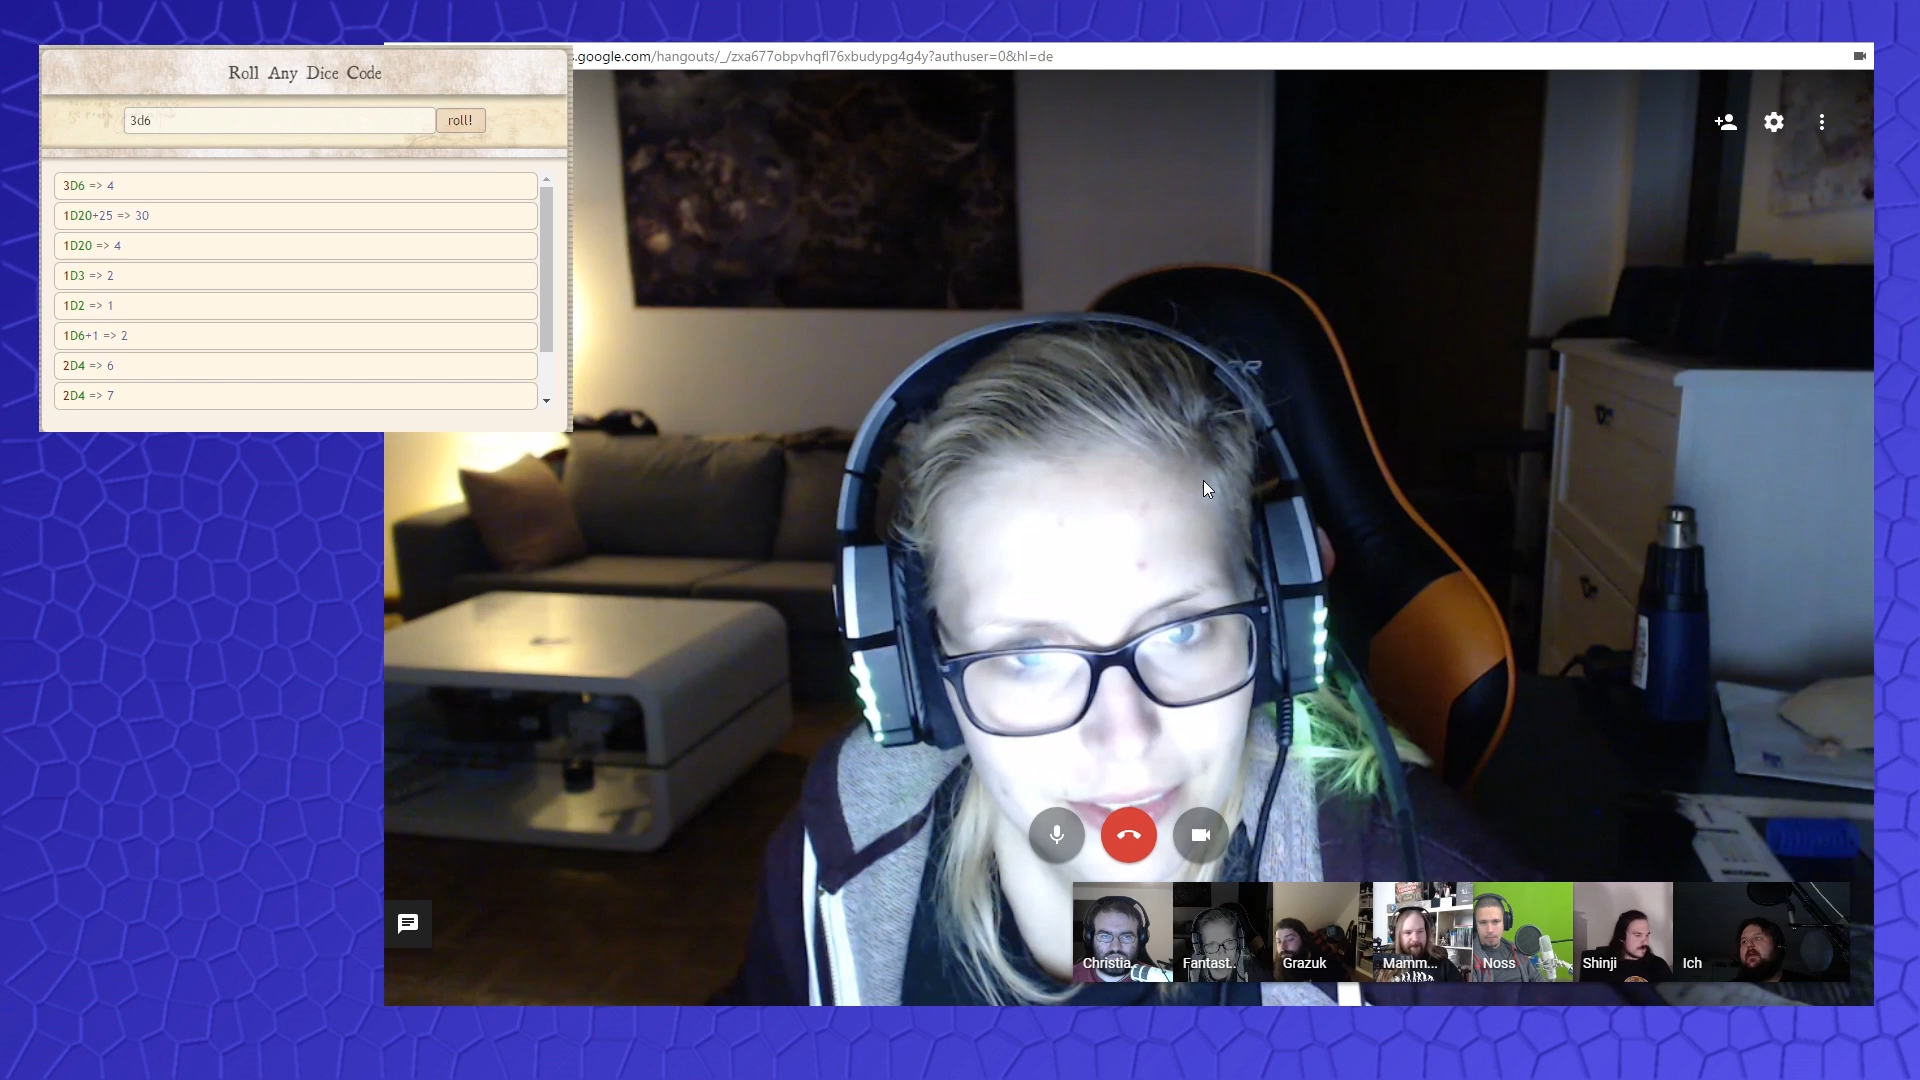 Roll Any Dice Code
3d6
roll!
3D6 => 4
1D20+25 => 30
1D20 => 4
1D3 => 2
1D2 => 1
1D6+1 => 2
2D4 => 6
2D4 => 7
s.google.com/hangouts/_/zxa677obpvhqfl76xbudypg4g4y?authuser=0&hl=de
Christia...
Fantast...
Grazuk
Mamm...
Noss
Shinji
Ich